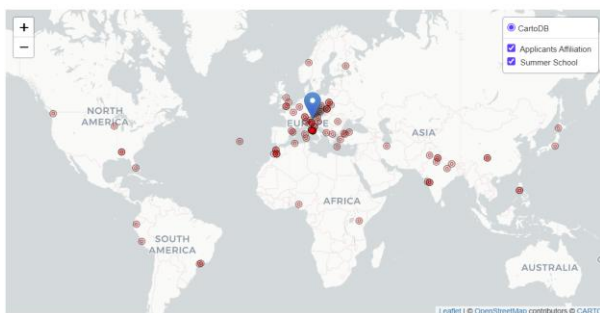 +
−
CartoDB
Applicants Affiliation
Summer School
NORTH
AMERICA
EUROPE
ASIA
AFRICA
SOUTH
AMERICA
AUSTRALIA
Leaflet | © OpenStreetMap contributors © CARTO